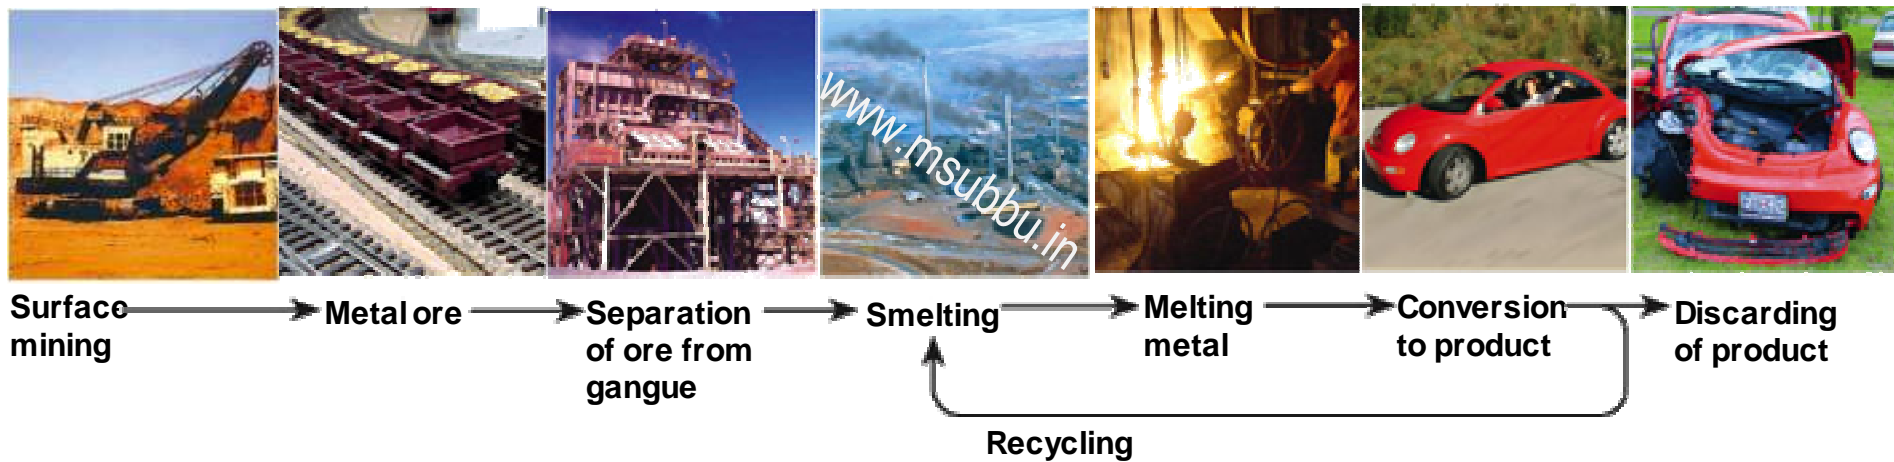 www.msubbu.in
Surface
mining
Metal ore
Separation
of ore from
gangue
Smelting
Melting
metal
Conversion
to product
Discarding
of product
Recycling